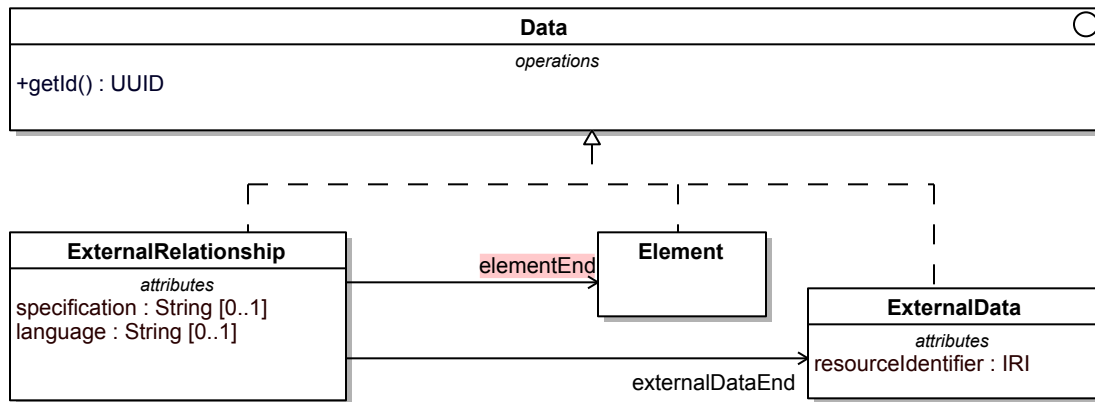 Data
operations
+getId() : UUID
ExternalRelationship
attributes
specification : String [0..1]
language : String [0..1]
elementEnd
Element
externalDataEnd
ExternalData
attributes
resourceIdentifier : IRI